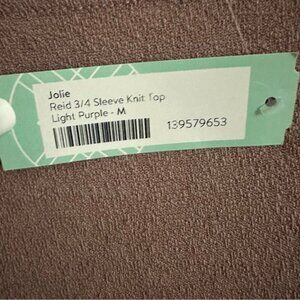 Jolie
Reid 3/4 Sleeve Knit Top
Light Purple - M
139579653